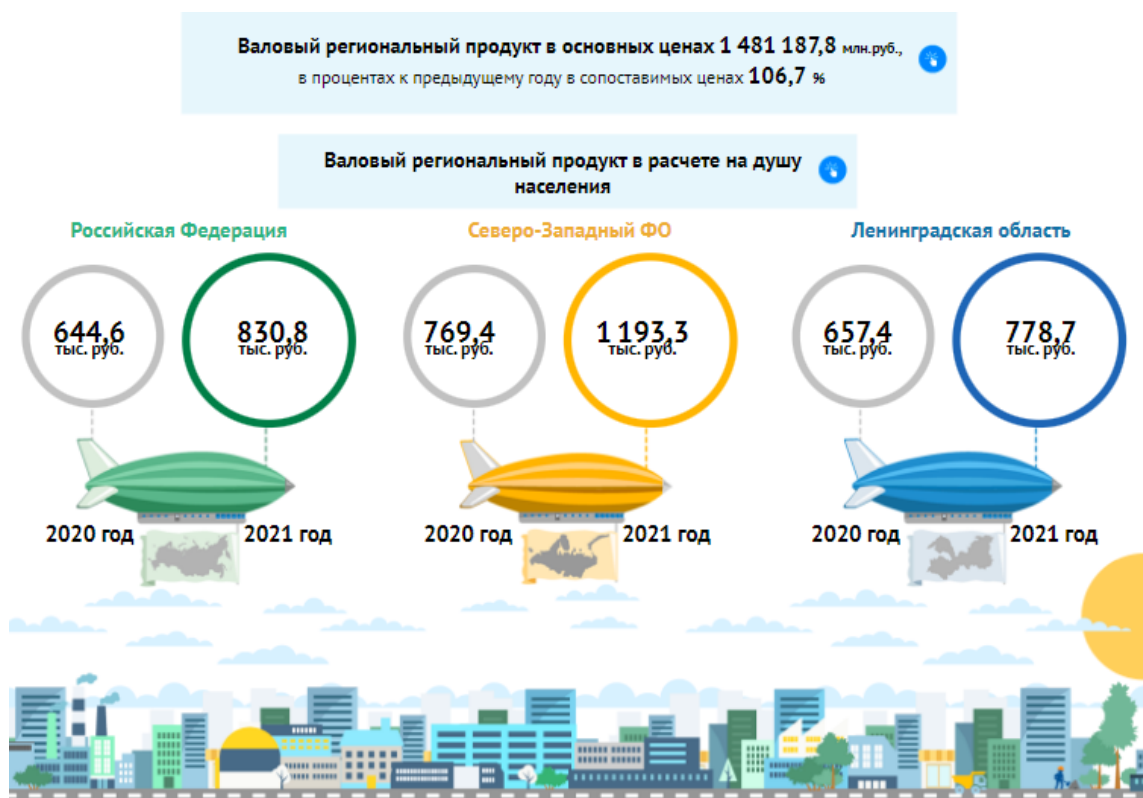 Валовый региональный продукт в основных ценах 1 481 187,8 млн.руб.,
в процентах к предыдущему году в сопоставимых ценах 106,7 %
Валовый региональный продукт в расчете на душу
населения
Российская Федерация
644,6
тыс. руб.
830,8
тыс. руб.
2020 год
2021 год
Северо-Западный ФО
769,4
тыс. руб.
1 193,3
тыс. руб.
2020 год
2021 год
Ленинградская область
657,4
тыс. руб.
778,7
тыс. руб.
2020 год
2021 год